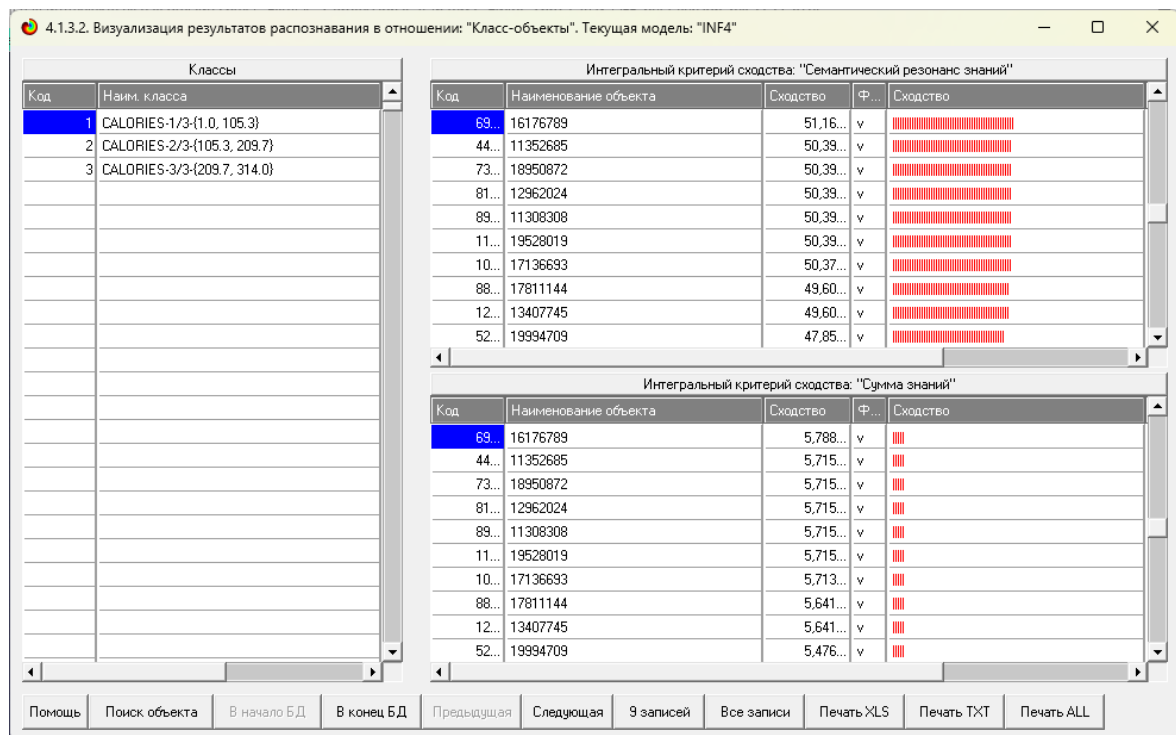 4.1.3.2. Визуализация результатов распознавания в отношении: "Класс-объекты". Текущая модель: "INF4"
Классы
Код Наим. класса
1 CALORIES-1/3-{1.0, 105.3}
2 CALORIES-2/3-{105.3, 209.7}
3 CALORIES-3/3-{209.7, 314.0}
Интегральный критерий сходства: "Семантический резонанс знаний"
Код Наименование объекта Сходство Ф... Сходство
69... 16176789 51,16... v
44... 11352685 50,39... v
73... 18950872 50,39... v
81... 12962024 50,39... v
89... 11308308 50,39... v
11... 19528019 50,39... v
10... 17136693 50,37... v
88... 17811144 49,60... v
12... 13407745 49,60... v
52... 19994709 47,85... v
Интегральный критерий сходства: "Сумма знаний"
Код Наименование объекта Сходство Ф... Сходство
69... 16176789 5,788... v
44... 11352685 5,715... v
73... 18950872 5,715... v
81... 12962024 5,715... v
89... 11308308 5,715... v
11... 19528019 5,715... v
10... 17136693 5,713... v
88... 17811144 5,641... v
12... 13407745 5,641... v
52... 19994709 5,476... v
Помощь Поиск объекта В начало БД В конец БД Предыдущая Следующая 9 записей Все записи Печать XLS Печать TXT Печать ALL